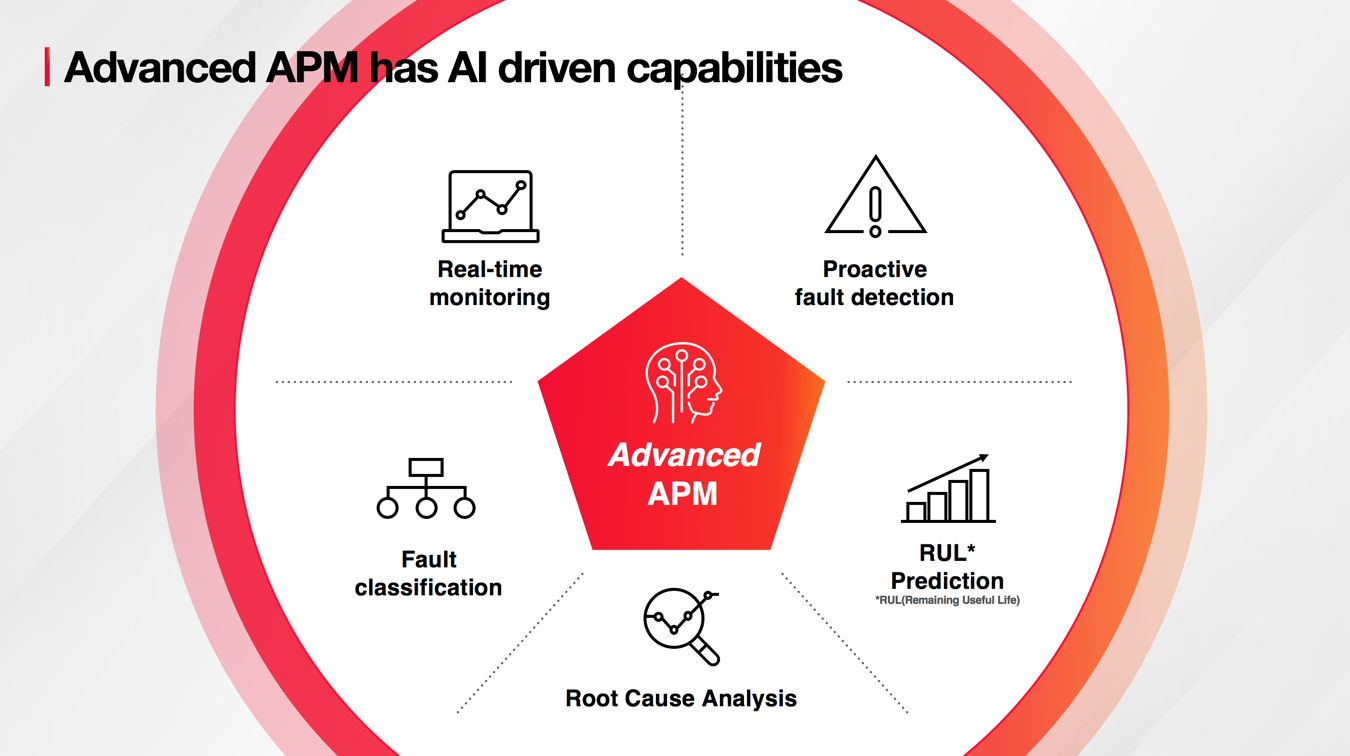 Advanced APM has AI driven capabilities
Real-time
monitoring
Proactive
fault detection
Advanced
APM
Fault
classification
RUL*
Prediction
*RUL(Remaining Useful Life)
Root Cause Analysis